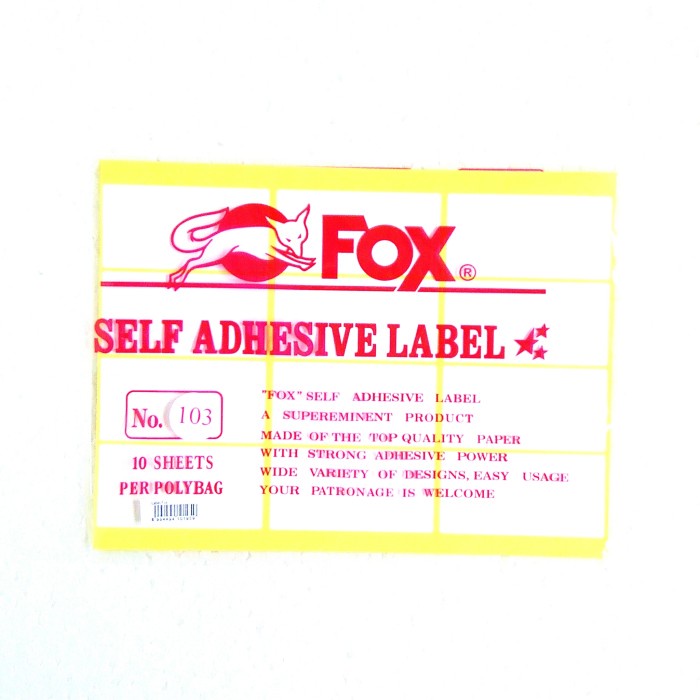 FOX ®
SELF ADHESIVE LABEL
No. 103
10 SHEETS
PER POLYBAG
"FOX" SELF ADHESIVE LABEL
A SUPEREMINENT PRODUCT
MADE OF THE TOP QUALITY PAPER
WITH STRONG ADHESIVE POWER
WIDE VARIETY OF DESIGNS, EASY USAGE
YOUR PATRONAGE IS WELCOME